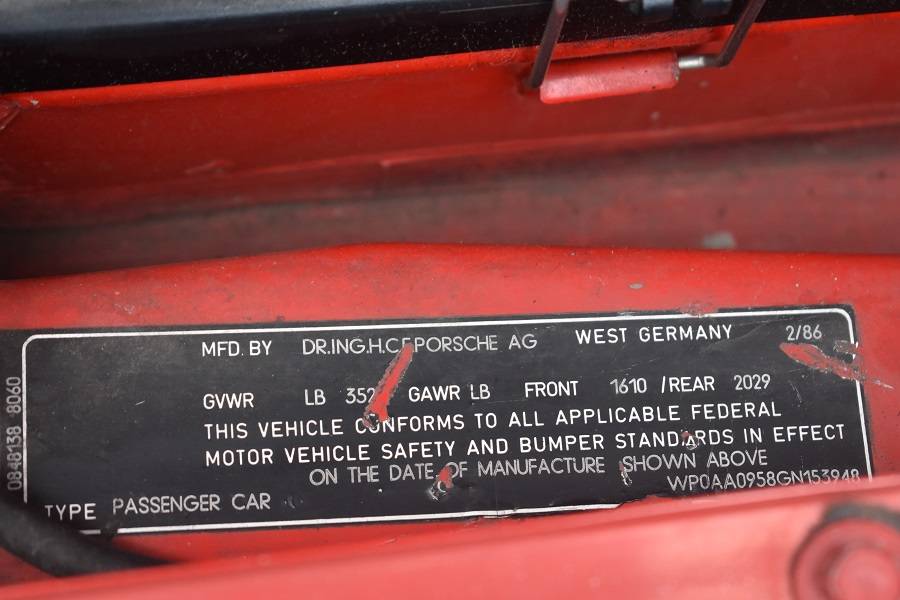 MFD. BY DR.ING.H.C.F.PORSCHE AG WEST GERMANY 2/86
GVWR LB GAWR LB FRONT 1610 /REAR 2029
THIS VEHICLE CONFORMS TO ALL APPLICABLE FEDERAL
MOTOR VEHICLE SAFETY AND BUMPER STANDARDS IN EFFECT
ON THE DATE OF MANUFACTURE SHOWN ABOVE
WP0AA0958GN153948
TYPE PASSENGER CAR
0848138 8060